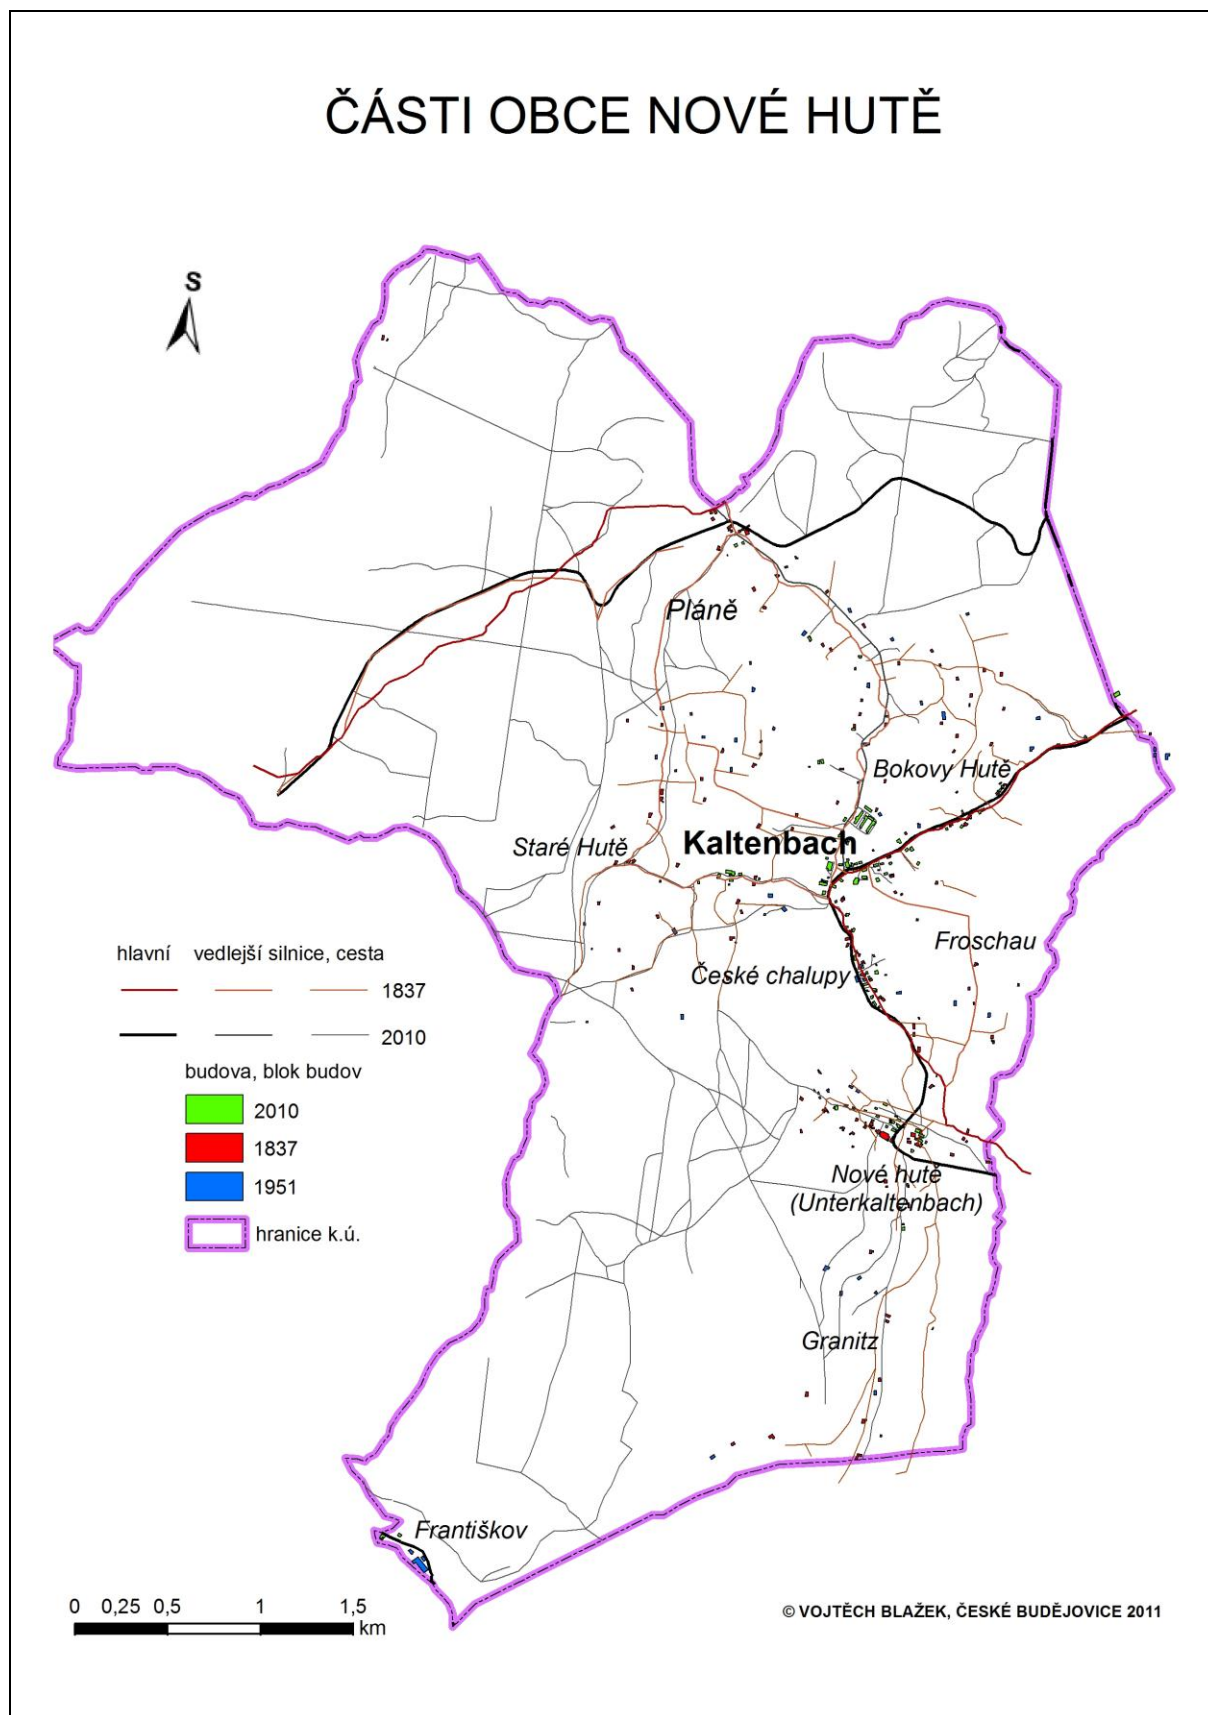 ČÁSTI OBCE NOVÉ HUTĚ
S
Pláně
Bokovy Hutě
Staré Hutě
Kaltenbach
Froschau
České chalupy
hlavní vedlejší silnice, cesta
1837
2010
budova, blok budov
2010
1837
1951
hranice k.ú.
Nové hutě
(Unterkaltenbach)
Granitz
Františkov
0 0,25 0,5 1 1,5
km
© VOJTĚCH BLAŽEK, ČESKÉ BUDĚJOVICE 2011